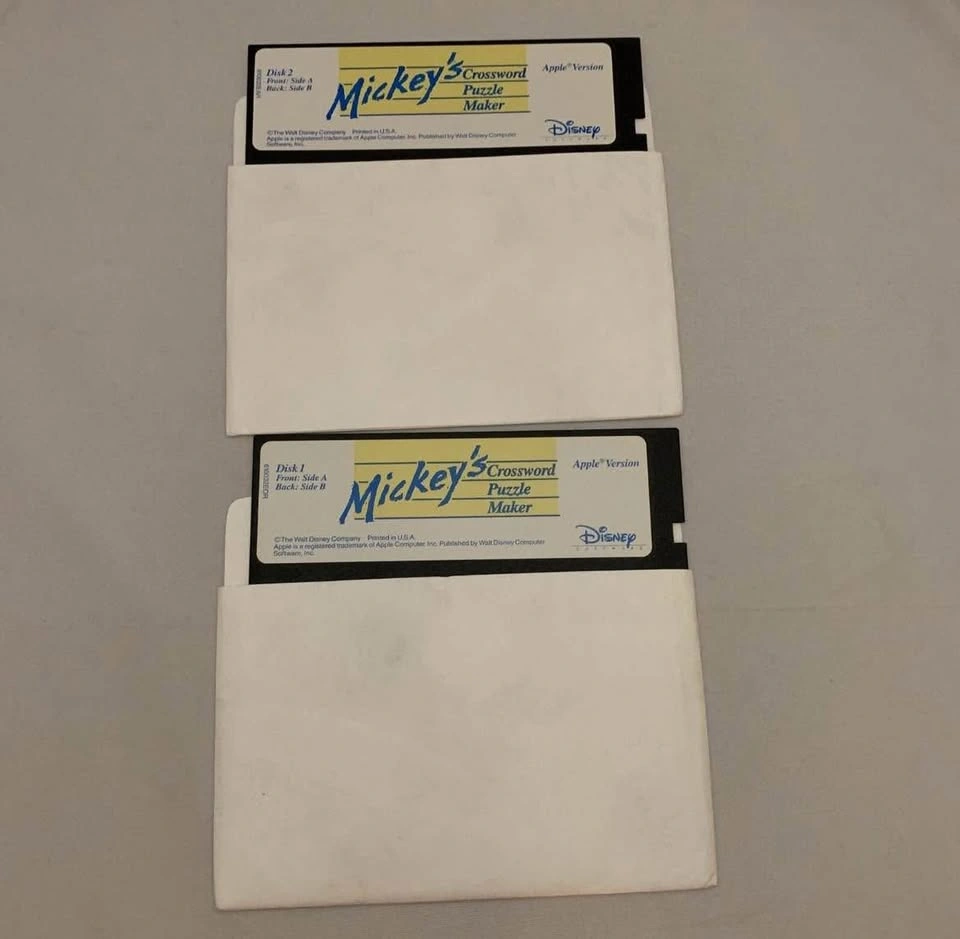 Disk 2
Front: Side A
Back: Side B
Mickey's
Crossword
Puzzle
Maker
Apple® Version
©The Walt Disney Company Printed in U.S.A.
Apple is a registered trademark of Apple Computer, Inc. Published by Walt Disney Computer
Software, Inc.
Disney
SOFTWARE
Disk 1
Front: Side A
Back: Side B
Mickey's
Crossword
Puzzle
Maker
Apple® Version
©The Walt Disney Company Printed in U.S.A.
Apple is a registered trademark of Apple Computer, Inc. Published by Walt Disney Computer
Software, Inc.
Disney
SOFTWARE